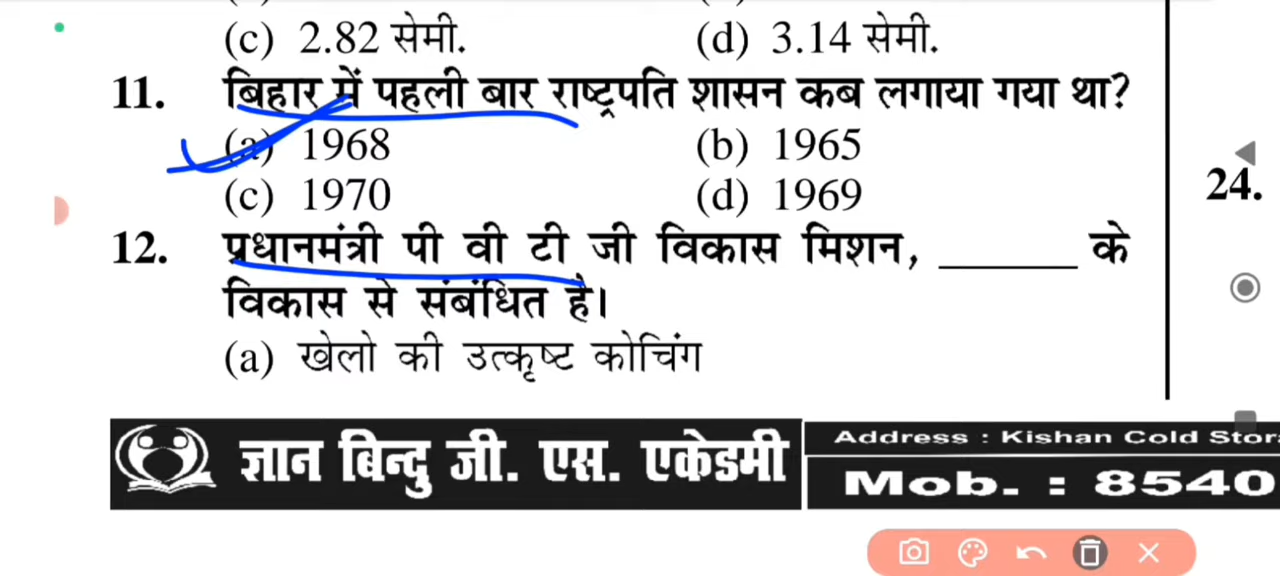 (c) 2.82 सेमी. (d) 3.14 सेमी.
11. बिहार में पहली बार राष्ट्रपति शासन कब लगाया गया था?
(a) 1968 (b) 1965
(c) 1970 (d) 1969
24.
12. प्रधानमंत्री पी वी टी जी विकास मिशन, ______ के
विकास से संबंधित है।
(a) खेलो की उत्कृष्ट कोचिंग
ज्ञान बिन्दु जी. एस. एकेडमी
Address : Kishan Cold Stor
Mob. : 8540